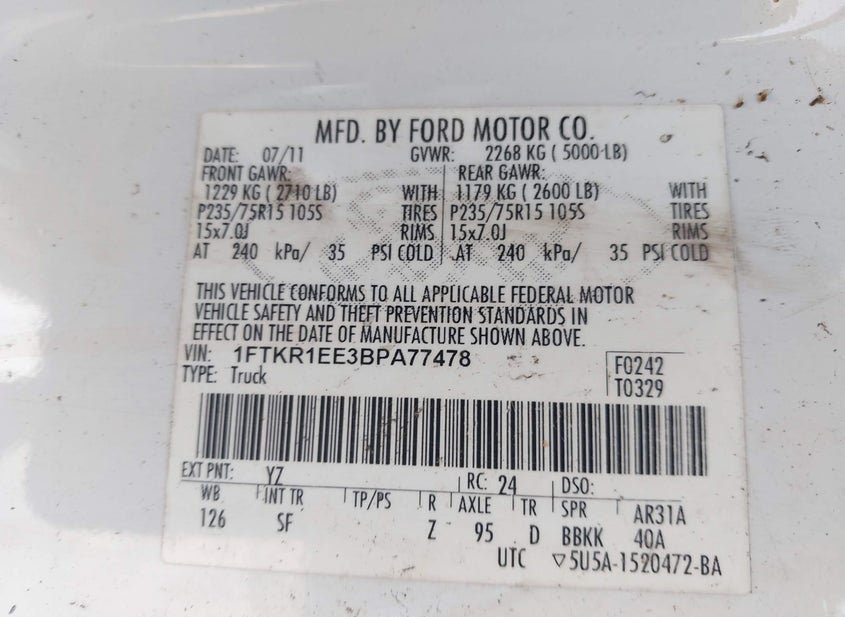 MFD. BY FORD MOTOR CO.
DATE: 07/11 GVWR: 2268 KG ( 5000 LB)
FRONT GAWR: REAR GAWR:
1229 KG ( 2710 LB) WITH 1179 KG ( 2600 LB) WITH
P235/75R15 105S TIRES P235/75R15 105S TIRES
15x7.0J RIMS 15x7.0J RIMS
AT 240 kPa/ 35 PSI COLD AT 240 kPa/ 35 PSI COLD
THIS VEHICLE CONFORMS TO ALL APPLICABLE FEDERAL MOTOR
VEHICLE SAFETY AND THEFT PREVENTION STANDARDS IN
EFFECT ON THE DATE OF MANUFACTURE SHOWN ABOVE.
VIN: 1FTKR1EE3BPA77478 F0242
TYPE: Truck T0329
EXT PNT: YZ RC: 24 DSO:
WB INT TR TP/PS R AXLE TR SPR AR31A
126 SF Z 95 D BBKK 40A
UTC ▽5U5A-1520472-BA